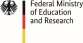 Federal Ministry
of Education
and Research